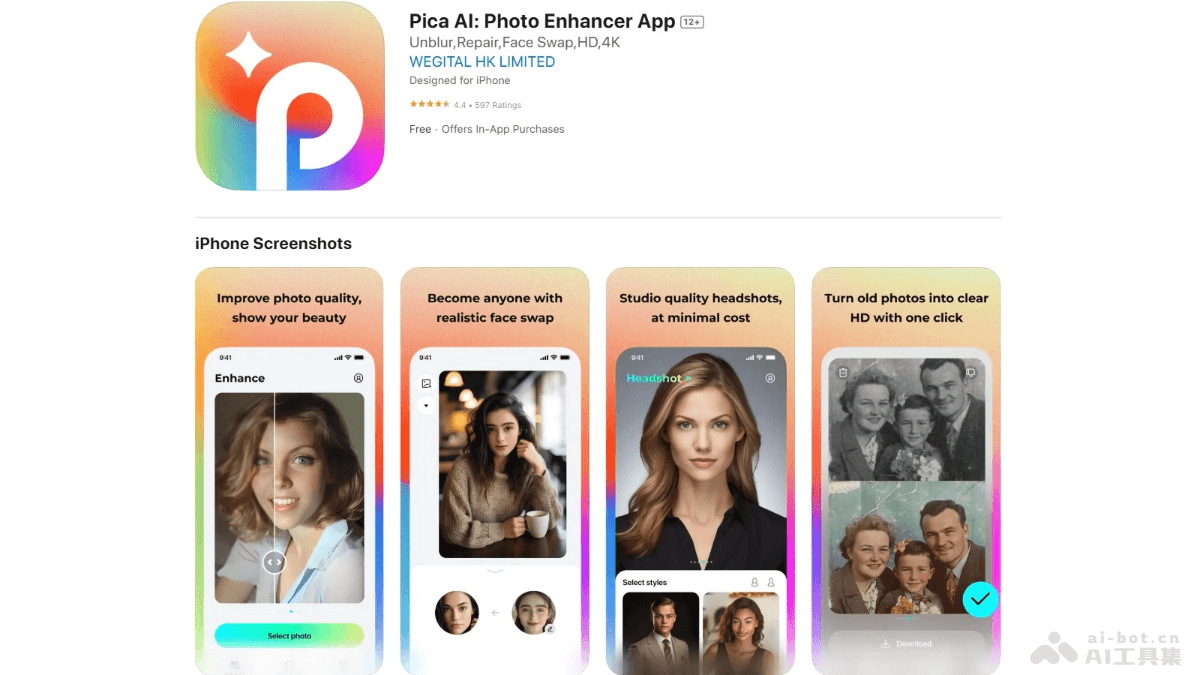 Pica AI: Photo Enhancer App 12+
Unblur,Repair,Face Swap,HD,4K
WEGITAL HK LIMITED
Designed for iPhone
★★★★★ 4.4 • 597 Ratings
Free · Offers In-App Purchases
iPhone Screenshots
Improve photo quality,
show your beauty
9:41
Enhance
Select photo
Become anyone with
realistic face swap
9:41
Studio quality headshots,
at minimal cost
9:41
Headshot
Select styles
Turn old photos into clear
HD with one click
Download
ai-bot.cn
AI工具集